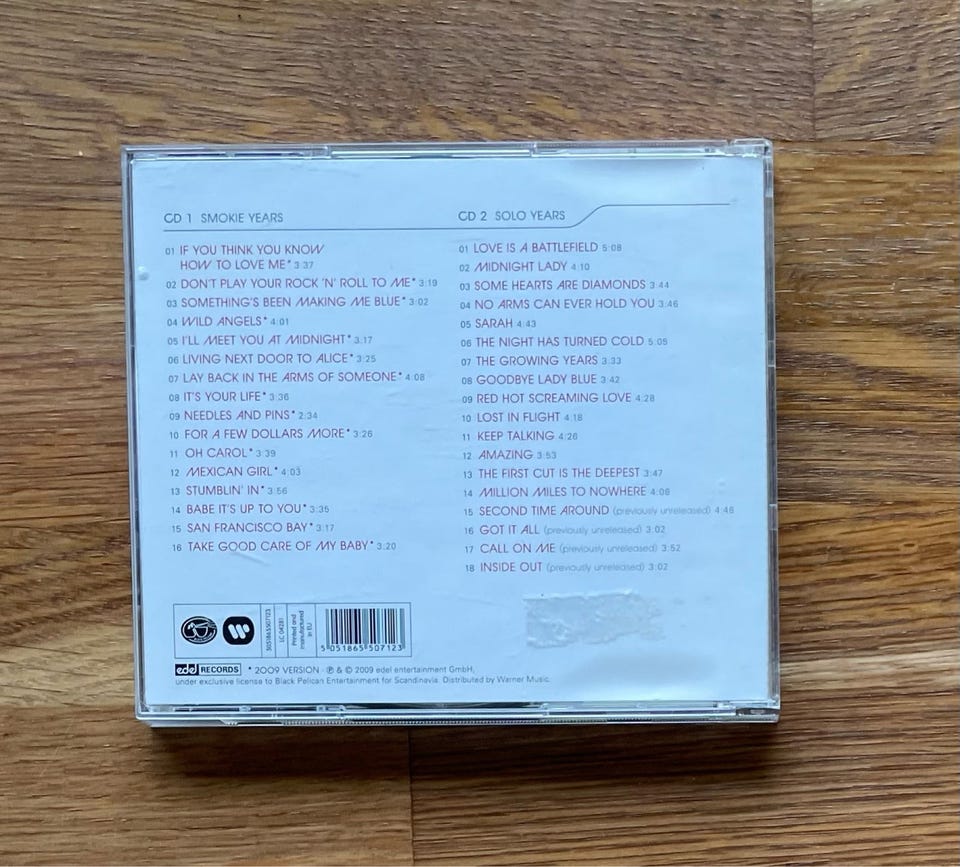 CD 1 SMOKIE YEARS
01 IF YOU THINK YOU KNOW
HOW TO LOVE ME* 3:37
02 DON'T PLAY YOUR ROCK 'N' ROLL TO ME* 3:19
03 SOMETHING'S BEEN MAKING ME BLUE* 3:02
04 WILD ANGELS* 4:01
05 I'LL MEET YOU AT MIDNIGHT* 3:17
06 LIVING NEXT DOOR TO ALICE* 3:25
07 LAY BACK IN THE ARMS OF SOMEONE* 4:08
08 IT'S YOUR LIFE* 3:36
09 NEEDLES AND PINS* 2:34
10 FOR A FEW DOLLARS MORE* 3:26
11 OH CAROL* 3:39
12 MEXICAN GIRL* 4:03
13 STUMBLIN' IN* 3:56
14 BABE IT'S UP TO YOU* 3:35
15 SAN FRANCISCO BAY* 3:17
16 TAKE GOOD CARE OF MY BABY* 3:20
CD 2 SOLO YEARS
01 LOVE IS A BATTLEFIELD 5:08
02 MIDNIGHT LADY 4:10
03 SOME HEARTS ARE DIAMONDS 3:44
04 NO ARMS CAN EVER HOLD YOU 3:46
05 SARAH 4:43
06 THE NIGHT HAS TURNED COLD 5:05
07 THE GROWING YEARS 3:33
08 GOODBYE LADY BLUE 3:42
09 RED HOT SCREAMING LOVE 4:28
10 LOST IN FLIGHT 4:18
11 KEEP TALKING 4:26
12 AMAZING 3:53
13 THE FIRST CUT IS THE DEEPEST 3:47
14 MILLION MILES TO NOWHERE 4:06
15 SECOND TIME AROUND (previously unreleased) 4:48
16 GOT IT ALL (previously unreleased) 3:02
17 CALL ON ME (previously unreleased) 3:52
18 INSIDE OUT (previously unreleased) 3:02
5051865507123
LC 04281
Printed and
manufactured
in EU
5 051865 507123
edel RECORDS * 2009 VERSION · ℗ & © 2009 edel entertainment GmbH,
under exclusive license to Black Pelican Entertainment for Scandinavia. Distributed by Warner Music.